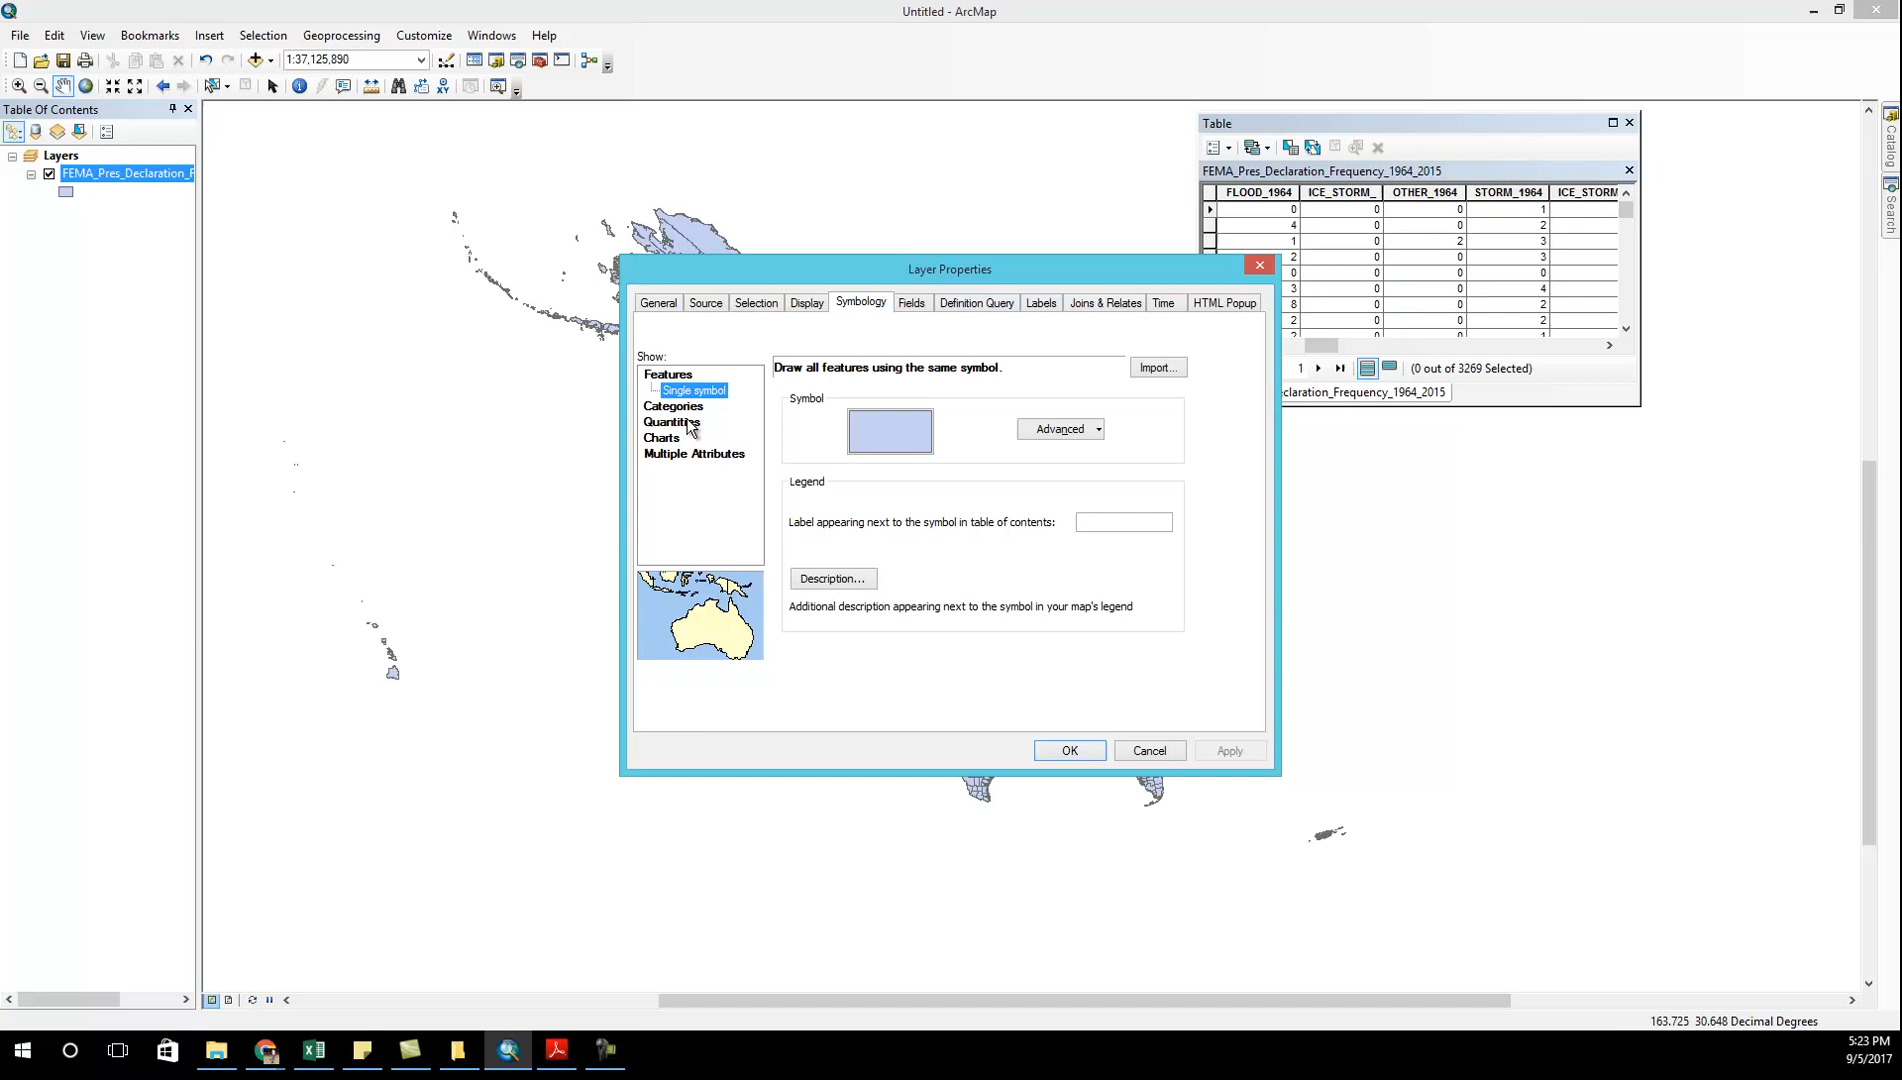 Untitled - ArcMap
File Edit View Bookmarks Insert Selection Geoprocessing Customize Windows Help
1:37,125,890
Table Of Contents
Layers
FEMA_Pres_Declaration_F
Table
FEMA_Pres_Declaration_Frequency_1964_2015
FLOOD_1964 ICE_STORM_ OTHER_1964 STORM_1964 ICE_STORM
0 0 0 1
4 0 0 2
1 0 2 3
2 0 0 3
0 0 0 0
3 0 0 4
8 0 0 2
2 0 0 2
1 (0 out of 3269 Selected)
claration_Frequency_1964_2015
Catalog
Search
Layer Properties
General Source Selection Display Symbology Fields Definition Query Labels Joins & Relates Time HTML Popup
Show:
Features
Single symbol
Categories
Quantities
Charts
Multiple Attributes
Draw all features using the same symbol.
Import...
Symbol
Advanced
Legend
Label appearing next to the symbol in table of contents:
Description...
Additional description appearing next to the symbol in your map's legend
OK Cancel Apply
163.725 30.648 Decimal Degrees
5:23 PM
9/5/2017